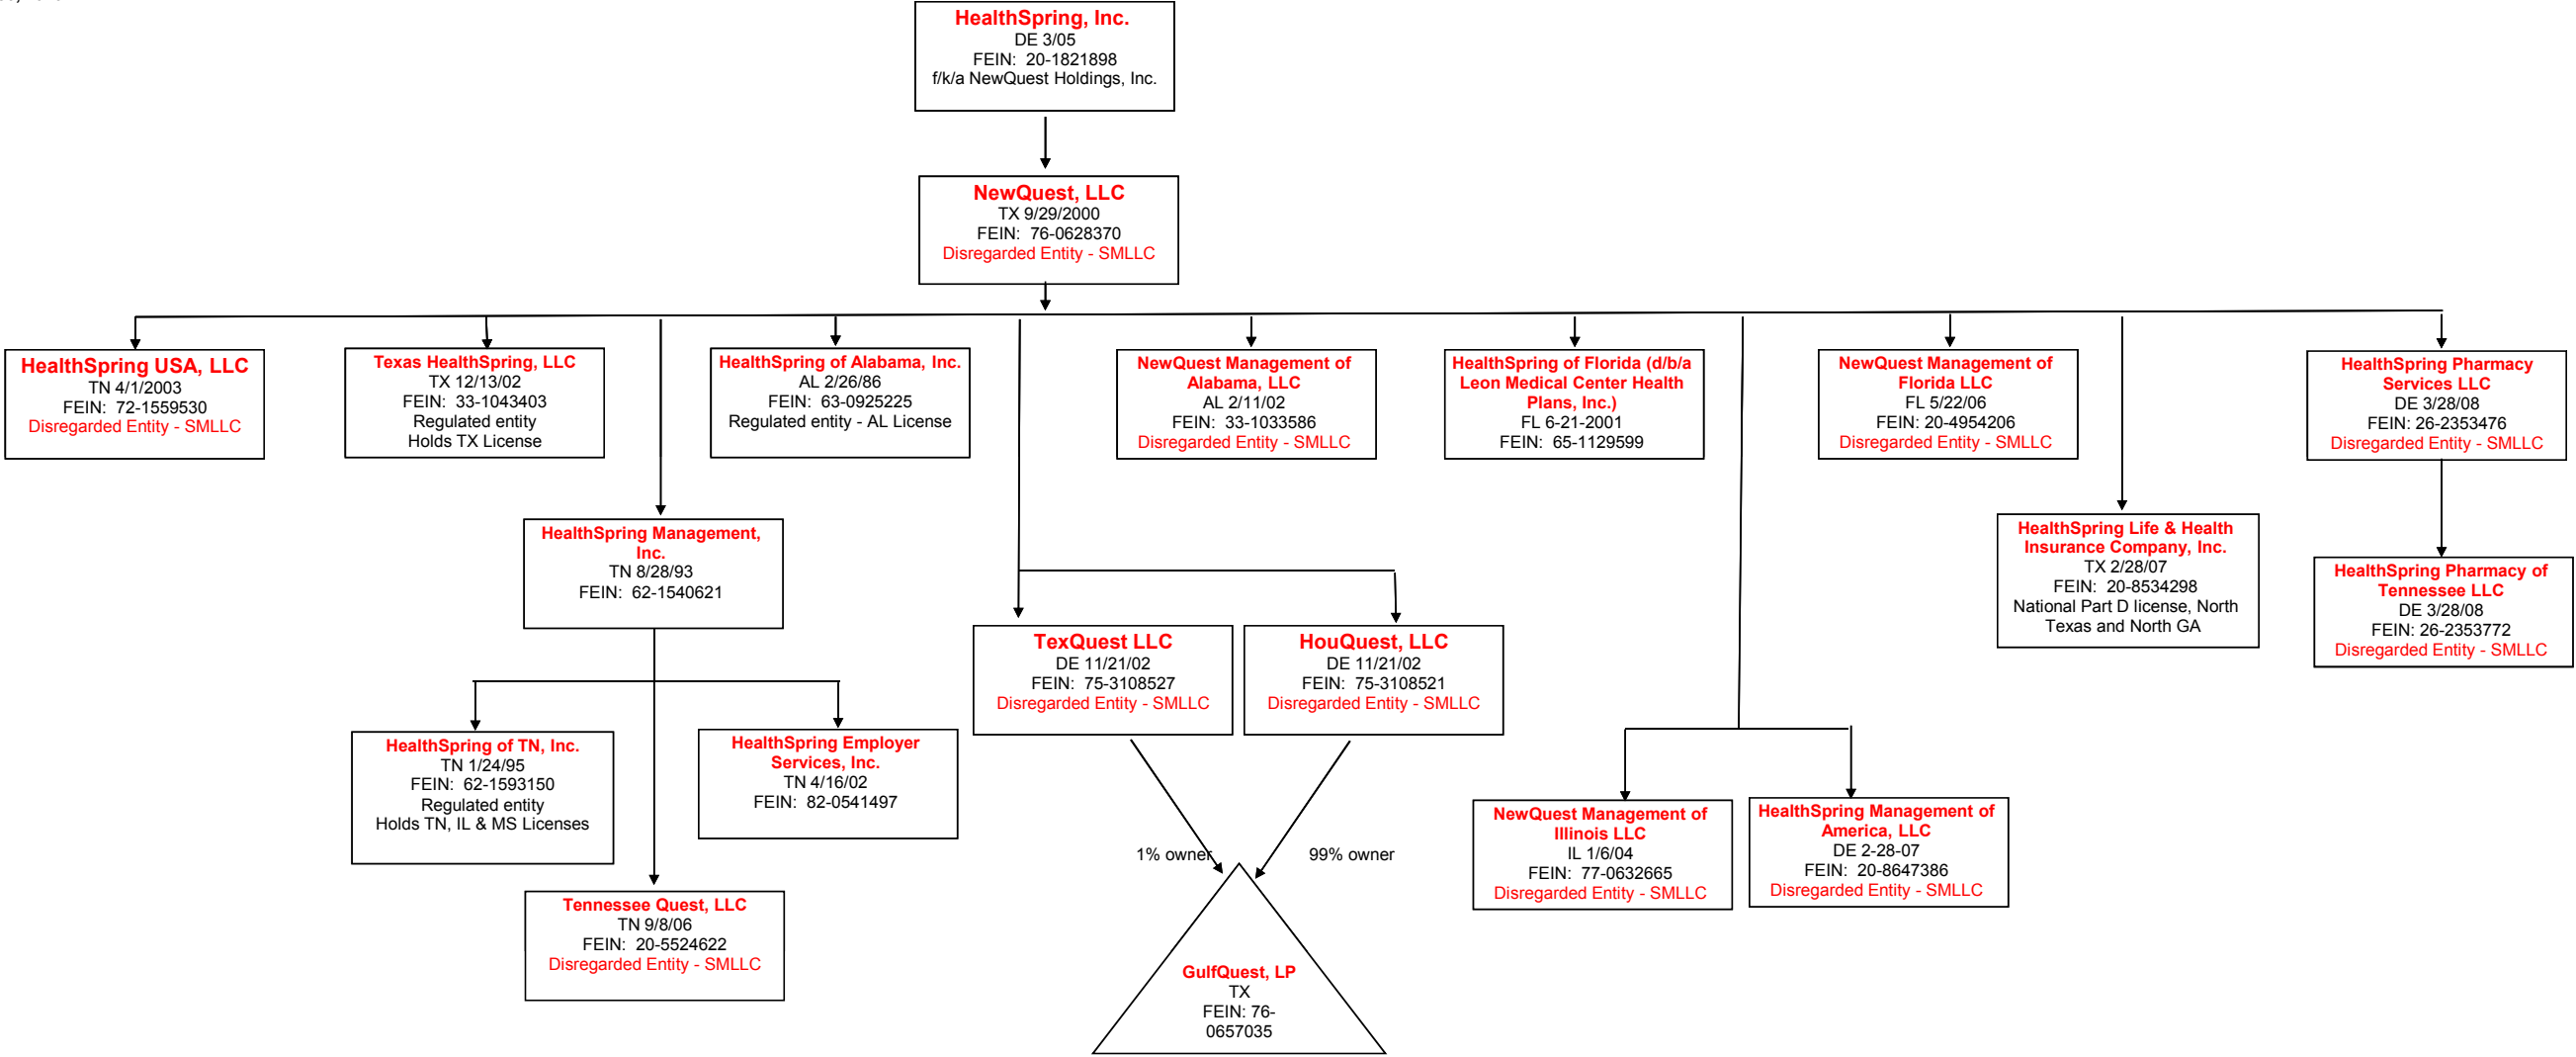 HealthSpring, Inc.
DE 3/05
FEIN: 20-1821898
f/k/a NewQuest Holdings, Inc.
NewQuest, LLC
TX 9/29/2000
FEIN: 76-0628370
Disregarded Entity - SMLLC
HealthSpring USA, LLC
TN 4/1/2003
FEIN: 72-1559530
Disregarded Entity - SMLLC
Texas HealthSpring, LLC
TX 12/13/02
FEIN: 33-1043403
Regulated entity
Holds TX License
HealthSpring of Alabama, Inc.
AL 2/26/86
FEIN: 63-0925225
Regulated entity - AL License
NewQuest Management of
Alabama, LLC
AL 2/11/02
FEIN: 33-1033586
Disregarded Entity - SMLLC
HealthSpring of Florida (d/b/a
Leon Medical Center Health
Plans, Inc.)
FL 6-21-2001
FEIN: 65-1129599
NewQuest Management of
Florida LLC
FL 5/22/06
FEIN: 20-4954206
Disregarded Entity - SMLLC
HealthSpring Pharmacy
Services LLC
DE 3/28/08
FEIN: 26-2353476
Disregarded Entity - SMLLC
HealthSpring Management,
Inc.
TN 8/28/93
FEIN: 62-1540621
HealthSpring Life & Health
Insurance Company, Inc.
TX 2/28/07
FEIN: 20-8534298
National Part D license, North
Texas and North GA
HealthSpring Pharmacy of
Tennessee LLC
DE 3/28/08
FEIN: 26-2353772
Disregarded Entity - SMLLC
TexQuest LLC
DE 11/21/02
FEIN: 75-3108527
Disregarded Entity - SMLLC
HouQuest, LLC
DE 11/21/02
FEIN: 75-3108521
Disregarded Entity - SMLLC
HealthSpring of TN, Inc.
TN 1/24/95
FEIN: 62-1593150
Regulated entity
Holds TN, IL & MS Licenses
HealthSpring Employer
Services, Inc.
TN 4/16/02
FEIN: 82-0541497
NewQuest Management of
Illinois LLC
IL 1/6/04
FEIN: 77-0632665
Disregarded Entity - SMLLC
HealthSpring Management of
America, LLC
DE 2-28-07
FEIN: 20-8647386
Disregarded Entity - SMLLC
1% owner
99% owner
Tennessee Quest, LLC
TN 9/8/06
FEIN: 20-5524622
Disregarded Entity - SMLLC
GulfQuest, LP
TX
FEIN: 76-
0657035